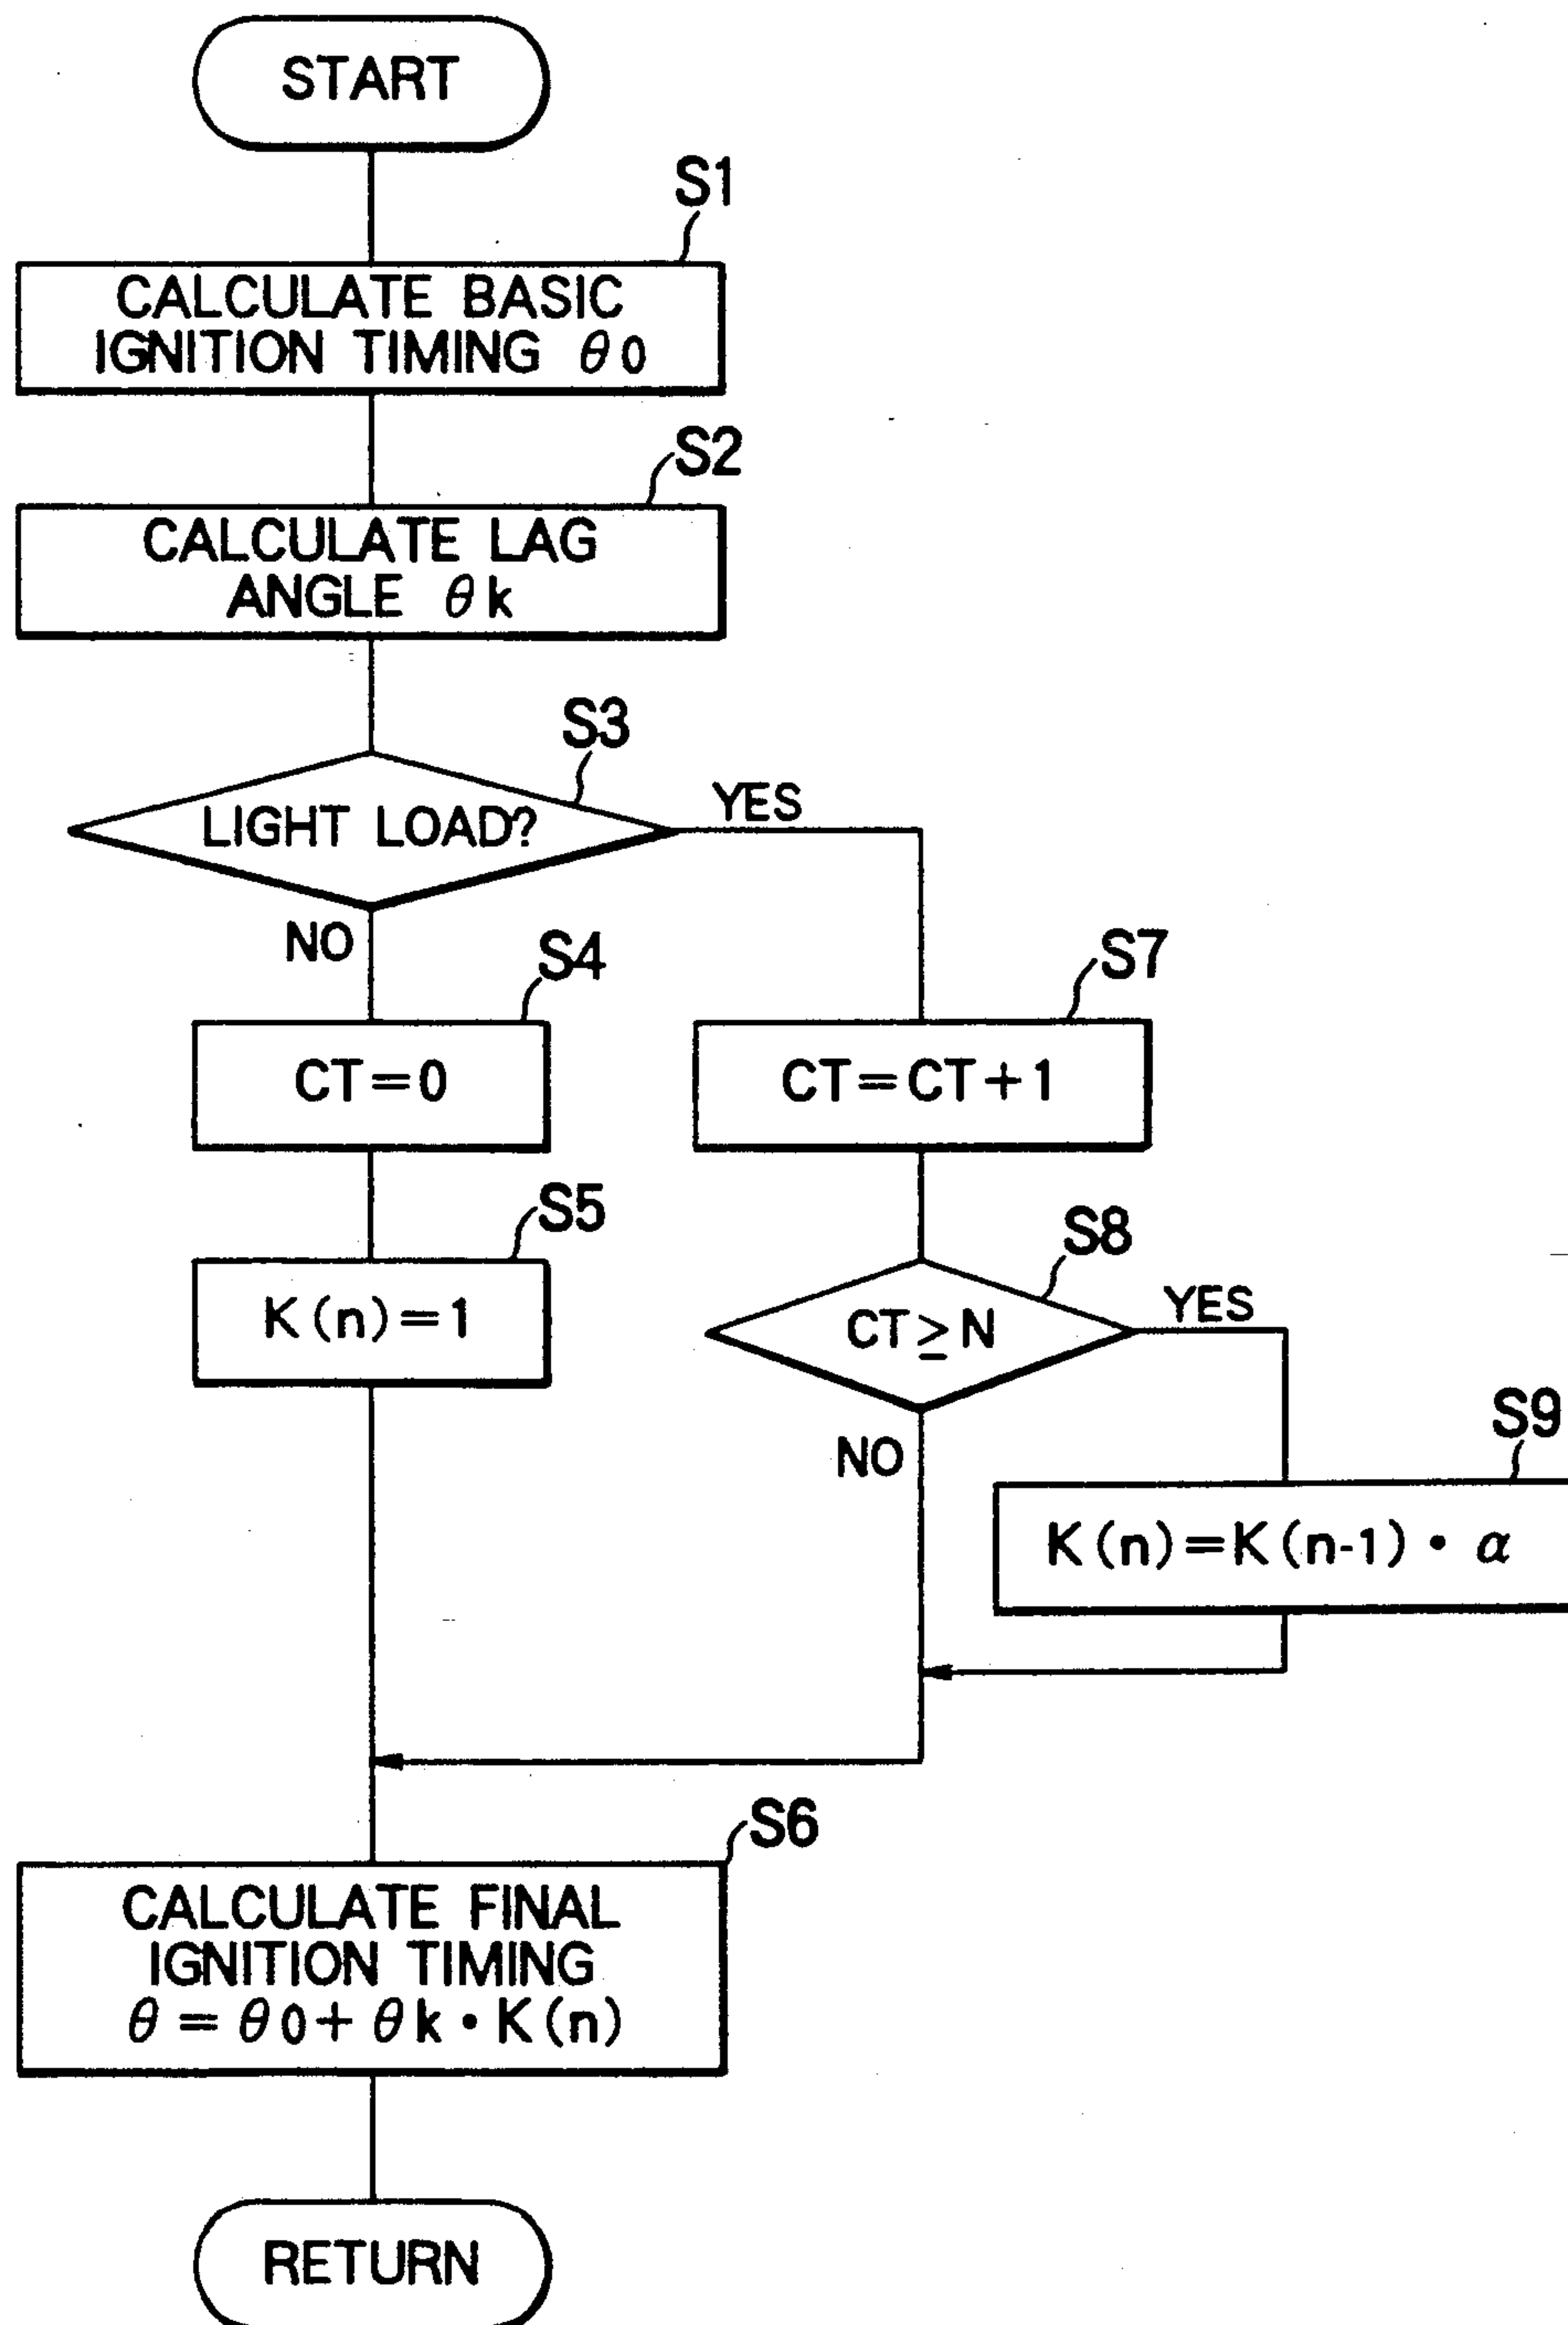 START
S1
CALCULATE BASIC
IGNITION TIMING θ0
S2
CALCULATE LAG
ANGLE θk
S3
LIGHT LOAD?
YES
NO
S4
CT=0
S7
CT=CT+1
S5
K(n)=1
S8
CT≥N
YES
NO
S9
K(n)=K(n-1)・α
S6
CALCULATE FINAL
IGNITION TIMING
θ=θ0+θk・K(n)
RETURN